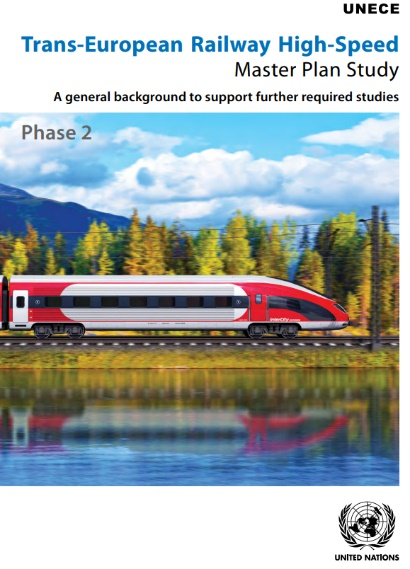 UNECE
Trans-European Railway High-Speed
Master Plan Study
A general background to support further required studies
Phase 2
InterCity
UNITED NATIONS